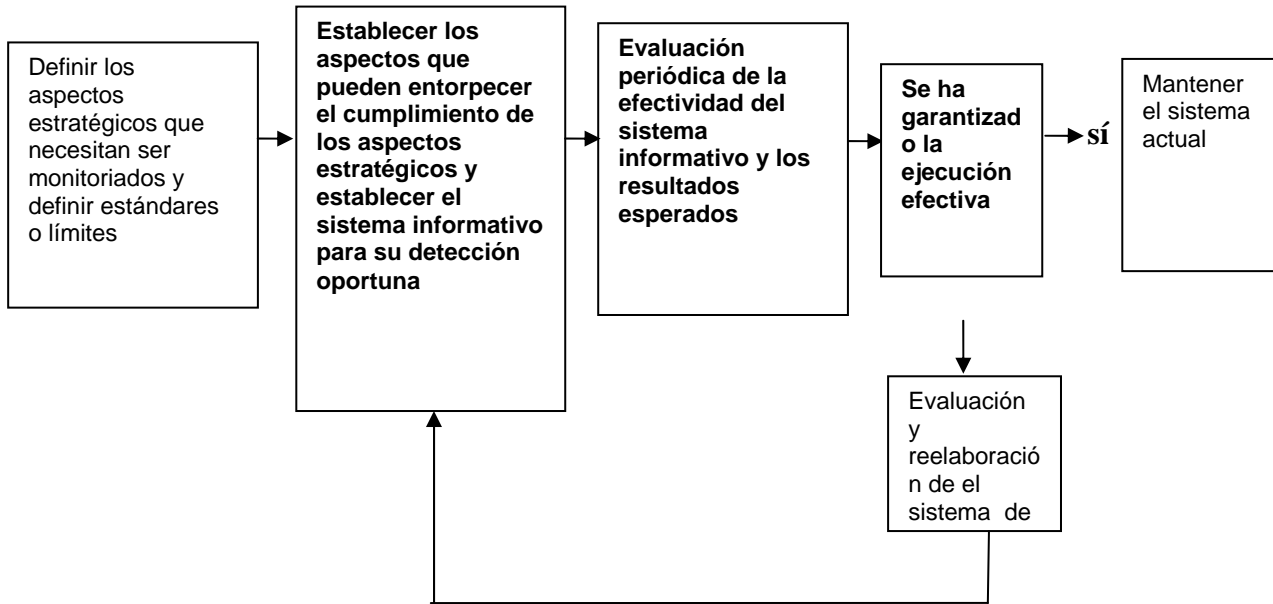 Definir los
aspectos
estratégicos que
necesitan ser
monitoriados y
definir estándares
o límites
Establecer los
aspectos que
pueden entorpecer
el cumplimiento de
los aspectos
estratégicos y
establecer el
sistema informativo
para su detección
oportuna
Evaluación
periódica de la
efectividad del
sistema
informativo y los
resultados
esperados
Se ha
garantizad
o la
ejecución
efectiva
sí
Mantener
el sistema
actual
Evaluación
y
reelaboració
n de el
sistema de